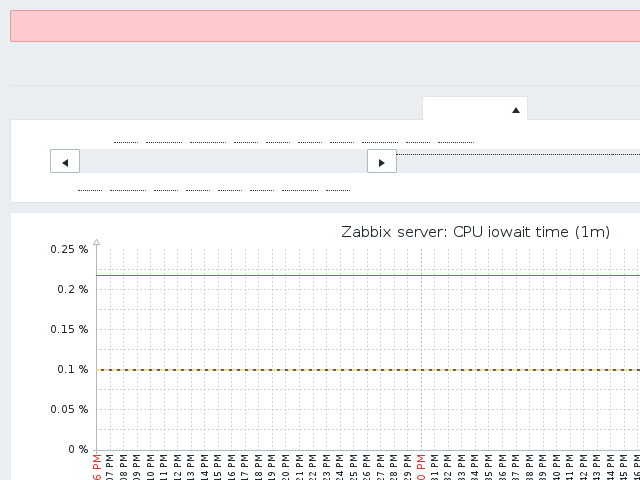 Zabbix server: CPU iowait time (1m)
0.25 %
0.2 %
0.15 %
0.1 %
0.05 %
0 %
07 PM
08 PM
09 PM
10 PM
11 PM
12 PM
13 PM
14 PM
15 PM
16 PM
17 PM
18 PM
19 PM
20 PM
21 PM
22 PM
23 PM
24 PM
25 PM
26 PM
27 PM
28 PM
29 PM
0 PM
31 PM
32 PM
33 PM
34 PM
35 PM
36 PM
37 PM
38 PM
39 PM
40 PM
41 PM
42 PM
43 PM
44 PM
45 PM